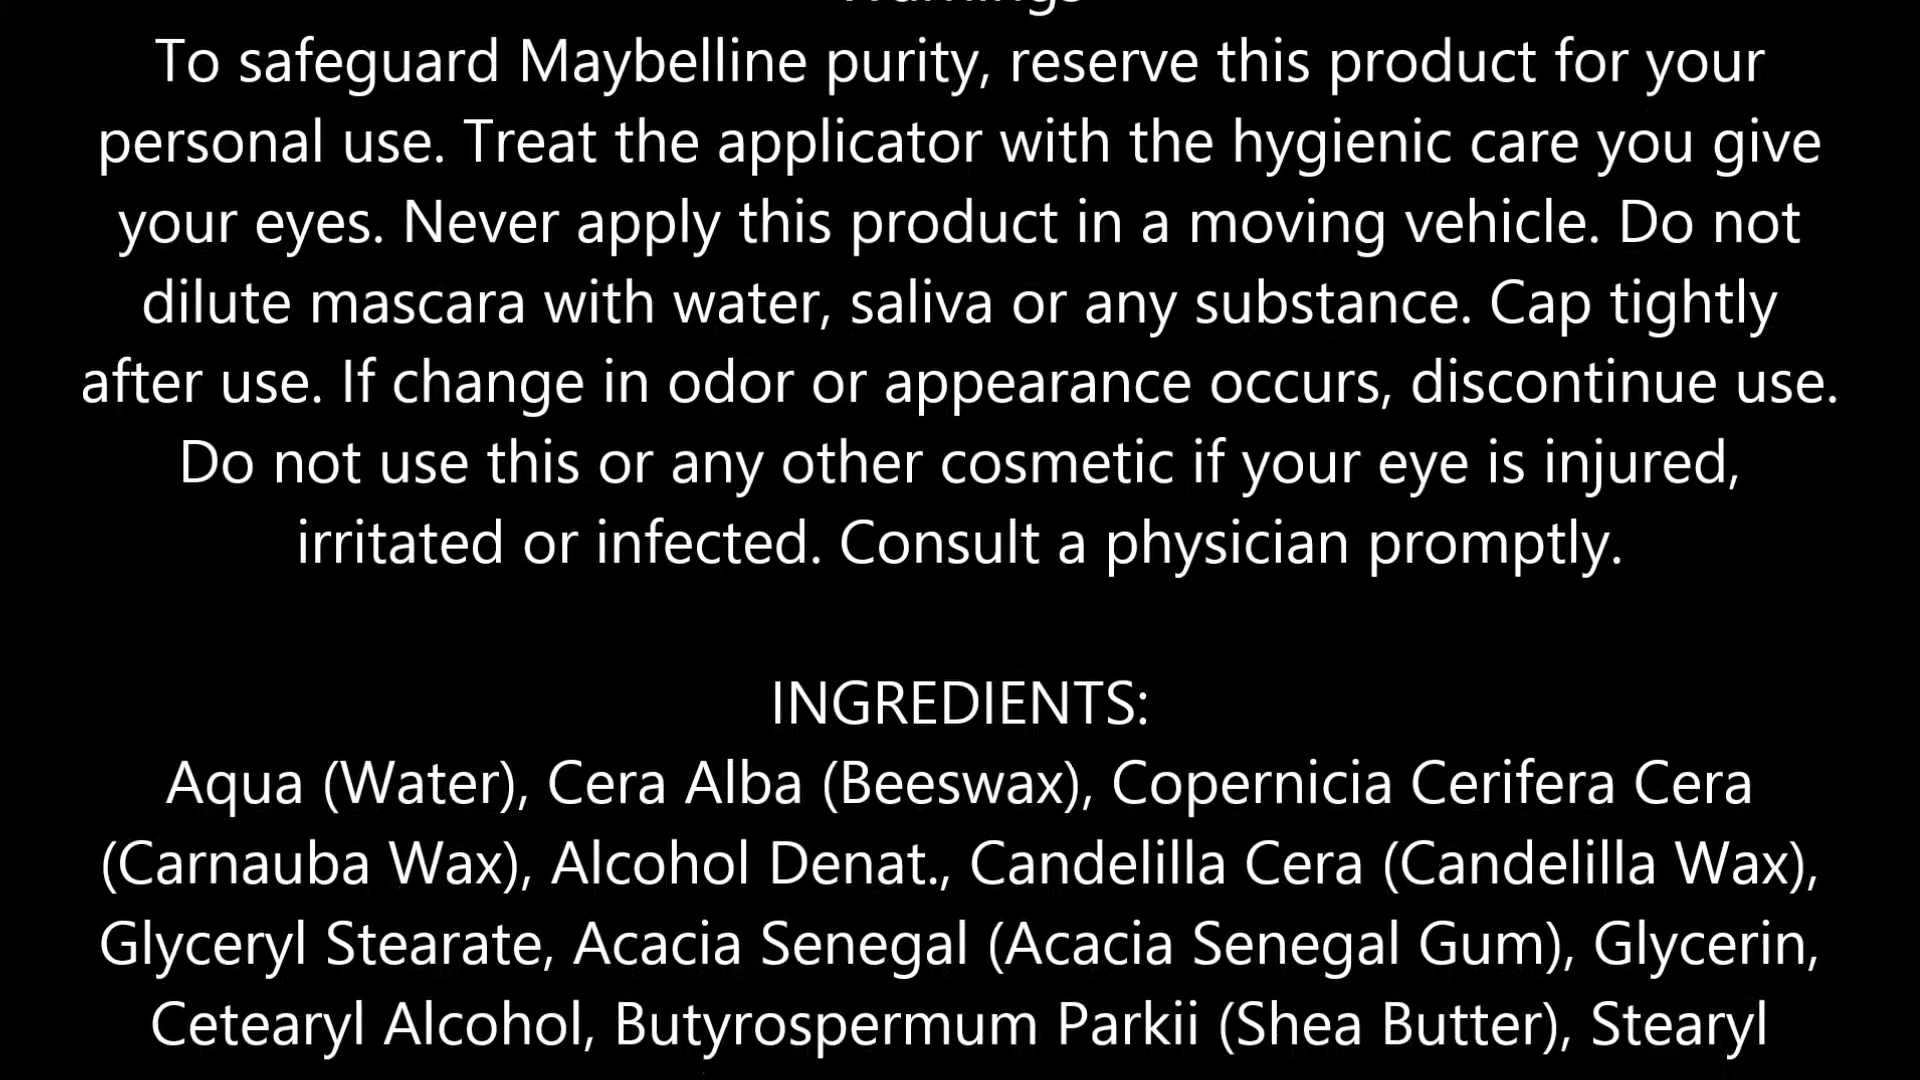 To safeguard Maybelline purity, reserve this product for your
personal use. Treat the applicator with the hygienic care you give
your eyes. Never apply this product in a moving vehicle. Do not
dilute mascara with water, saliva or any substance. Cap tightly
after use. If change in odor or appearance occurs, discontinue use.
Do not use this or any other cosmetic if your eye is injured,
irritated or infected. Consult a physician promptly.
INGREDIENTS:
Aqua (Water), Cera Alba (Beeswax), Copernicia Cerifera Cera
(Carnauba Wax), Alcohol Denat., Candelilla Cera (Candelilla Wax),
Glyceryl Stearate, Acacia Senegal (Acacia Senegal Gum), Glycerin,
Cetearyl Alcohol, Butyrospermum Parkii (Shea Butter), Stearyl